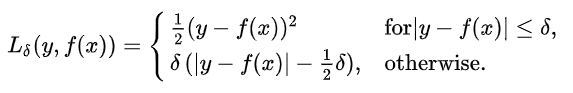 L_δ(y, f(x)) = { ½(y − f(x))² for|y − f(x)| ≤ δ,
δ (|y − f(x)| − ½δ), otherwise.